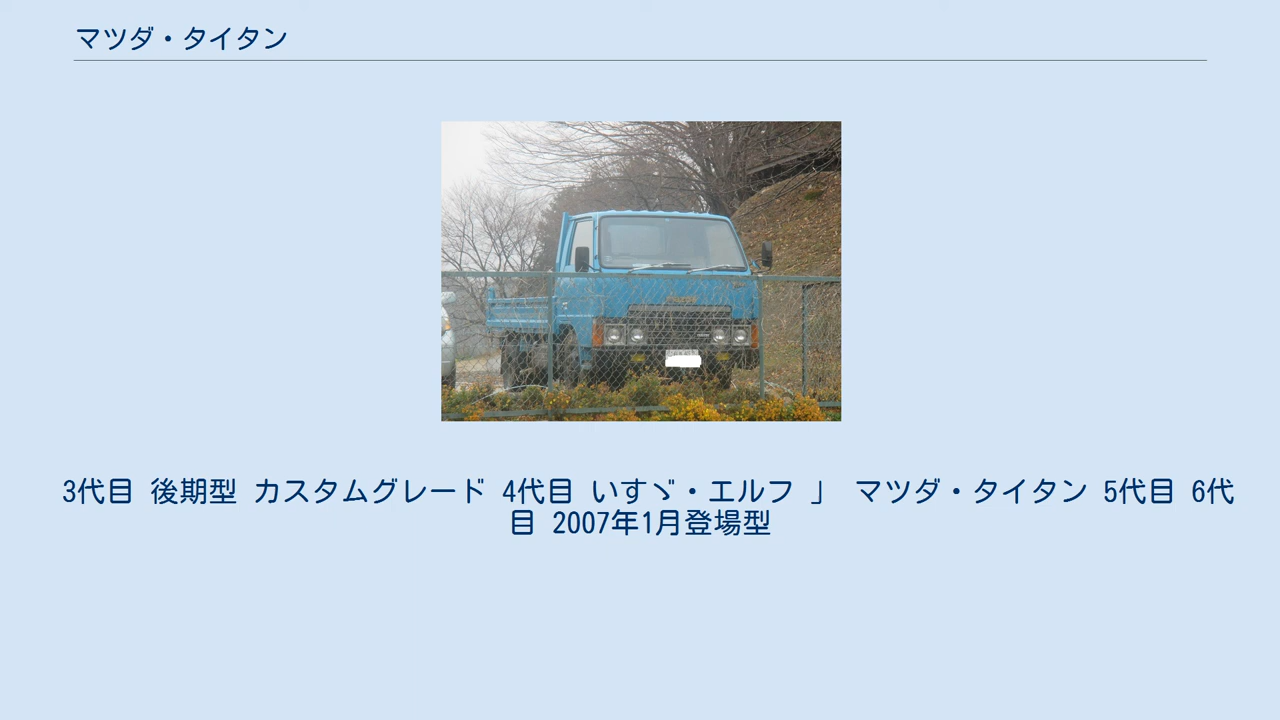 マツダ・タイタン
3代目 後期型 カスタムグレード 4代目 いすゞ・エルフ 」 マツダ・タイタン 5代目 6代
目 2007年1月登場型